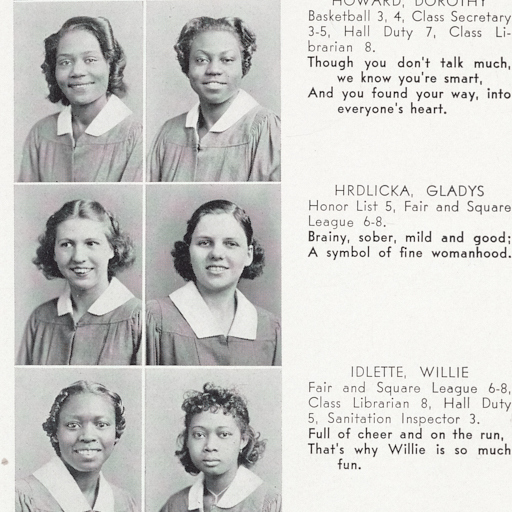 HOWARD, DOROTHY
Basketball 3, 4, Class Secretary
3-5, Hall Duty 7, Class Li-
brarian 8.
Though you don't talk much,
we know you're smart,
And you found your way, into
everyone's heart.
HRDLICKA, GLADYS
Honor List 5, Fair and Square
League 6-8.
Brainy, sober, mild and good;
A symbol of fine womanhood.
IDLETTE, WILLIE
Fair and Square League 6-8,
Class Librarian 8, Hall Duty
5, Sanitation Inspector 3.
Full of cheer and on the run,
That's why Willie is so much
fun.